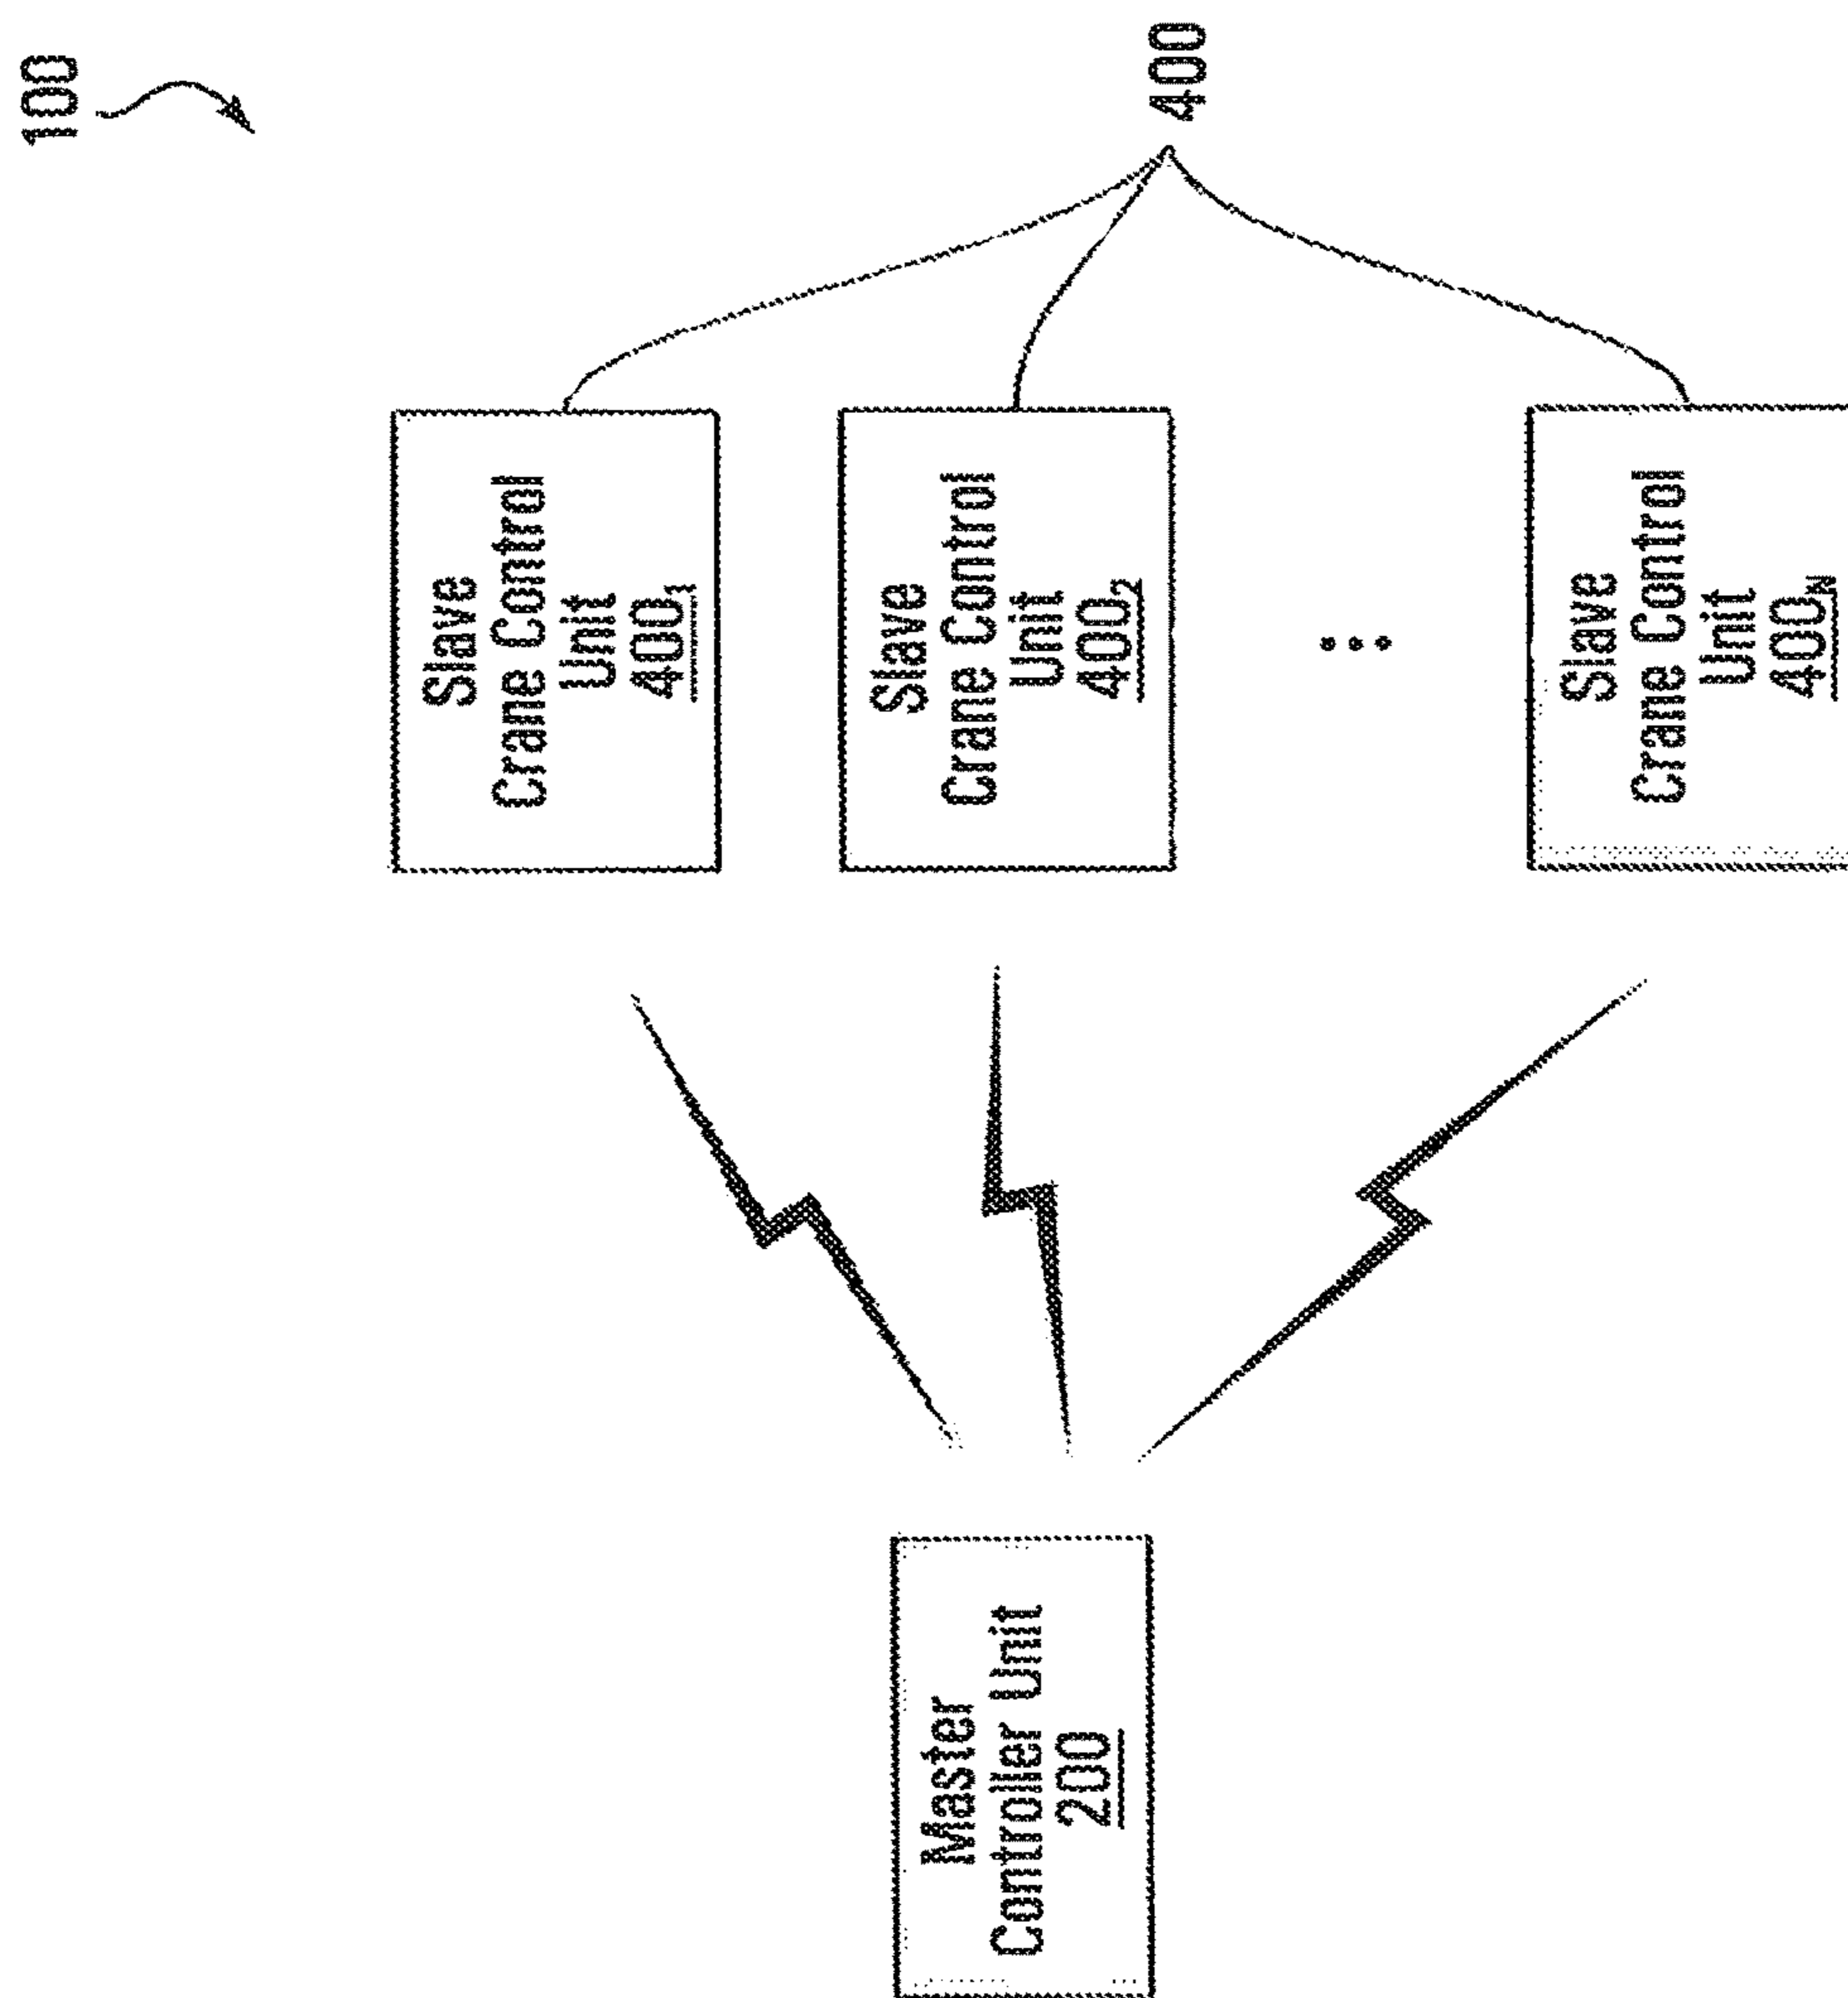 100
Slave
Crane Control
Unit
400₁
Slave
Crane Control
Unit
400₂
...
Slave
Crane Control
Unit
400N
400
Master
Controller Unit
200